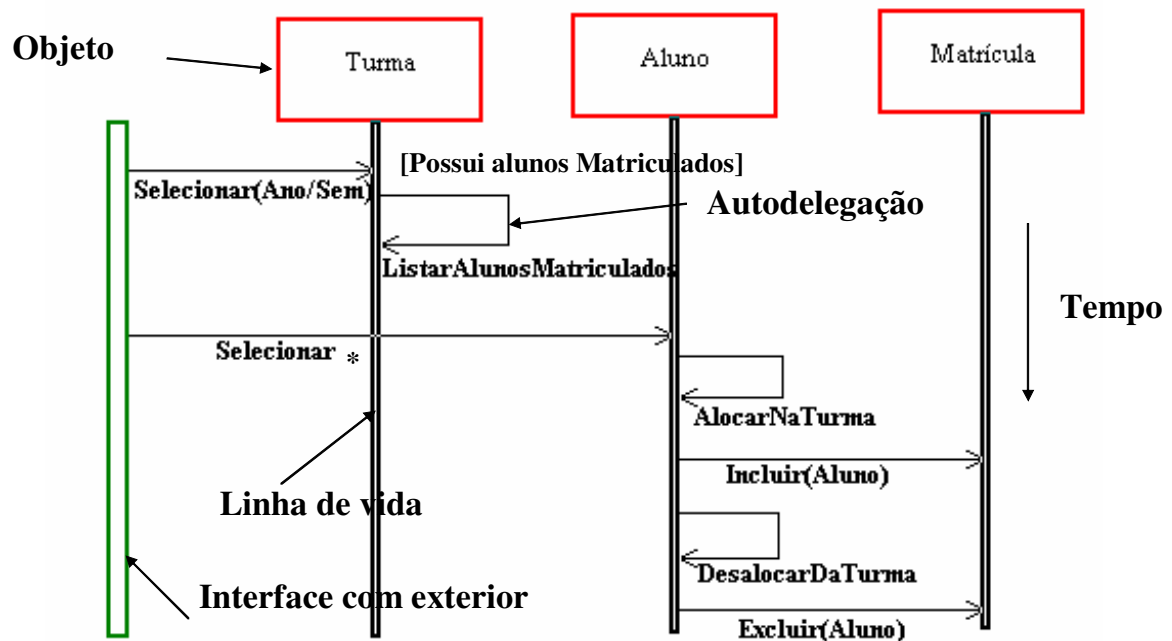 Objeto
Turma
Aluno
Matrícula
[Possui alunos Matriculados]
Selecionar(Ano/Sem)
Autodelegação
ListarAlunosMatriculados
Tempo
Selecionar *
AlocarNaTurma
Incluir(Aluno)
Linha de vida
DesalocarDaTurma
Interface com exterior
Excluir(Aluno)